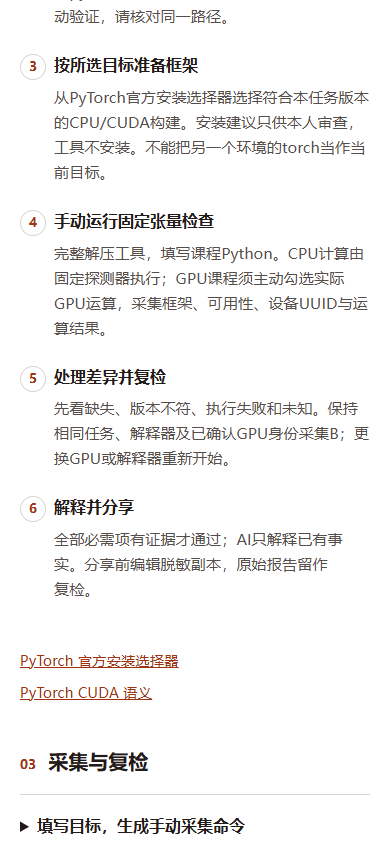 动验证，请核对同一路径。
3 按所选目标准备框架
从PyTorch官方安装选择器选择符合本任务版本
的CPU/CUDA构建。安装建议只供本人审查，
工具不安装。不能把另一个环境的torch当作当
前目标。
4 手动运行固定张量检查
完整解压工具，填写课程Python。CPU计算由
固定探测器执行；GPU课程须主动勾选实际
GPU运算，采集框架、可用性、设备UUID与运
算结果。
5 处理差异并复检
先看缺失、版本不符、执行失败和未知。保持
相同任务、解释器及已确认GPU身份采集B；更
换GPU或解释器重新开始。
6 解释并分享
全部必需项有证据才通过；AI只解释已有事
实。分享前编辑脱敏副本，原始报告留作
复检。
PyTorch 官方安装选择器
PyTorch CUDA 语义
03 采集与复检
▶ 填写目标，生成手动采集命令